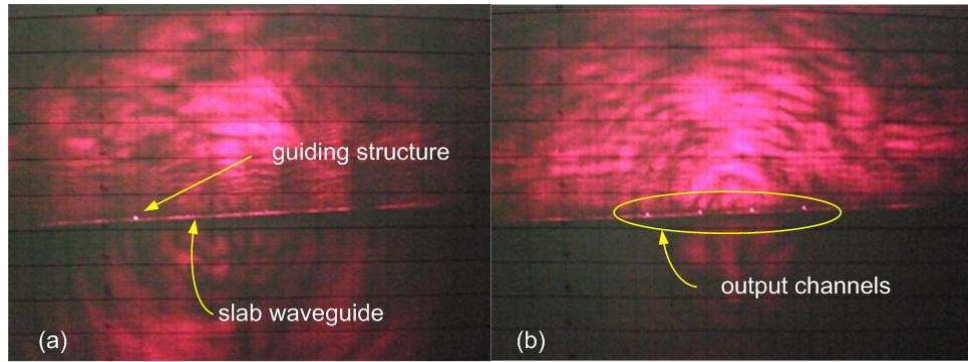 guiding structure
slab waveguide
(a)
output channels
(b)